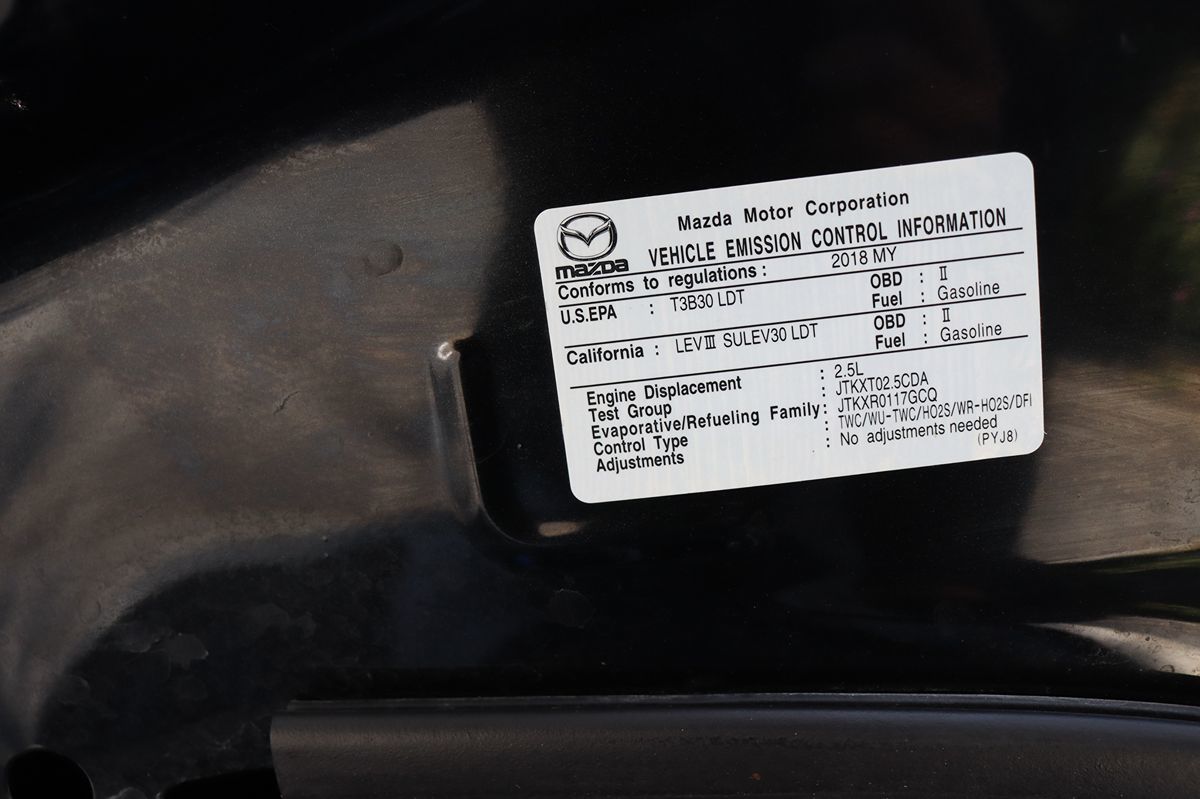 Mazda Motor Corporation
mazDa
VEHICLE EMISSION CONTROL INFORMATION
Conforms to regulations : 2018 MY
U.S.EPA : T3B30 LDT OBD : II
Fuel : Gasoline
California : LEVIII SULEV30 LDT OBD : II
Fuel : Gasoline
Engine Displacement : 2.5L
Test Group : JTKXT02.5CDA
Evaporative/Refueling Family : JTKXR0117GCQ
Control Type : TWC/WU-TWC/HO2S/WR-HO2S/DFI
Adjustments : No adjustments needed
(PYJ8)